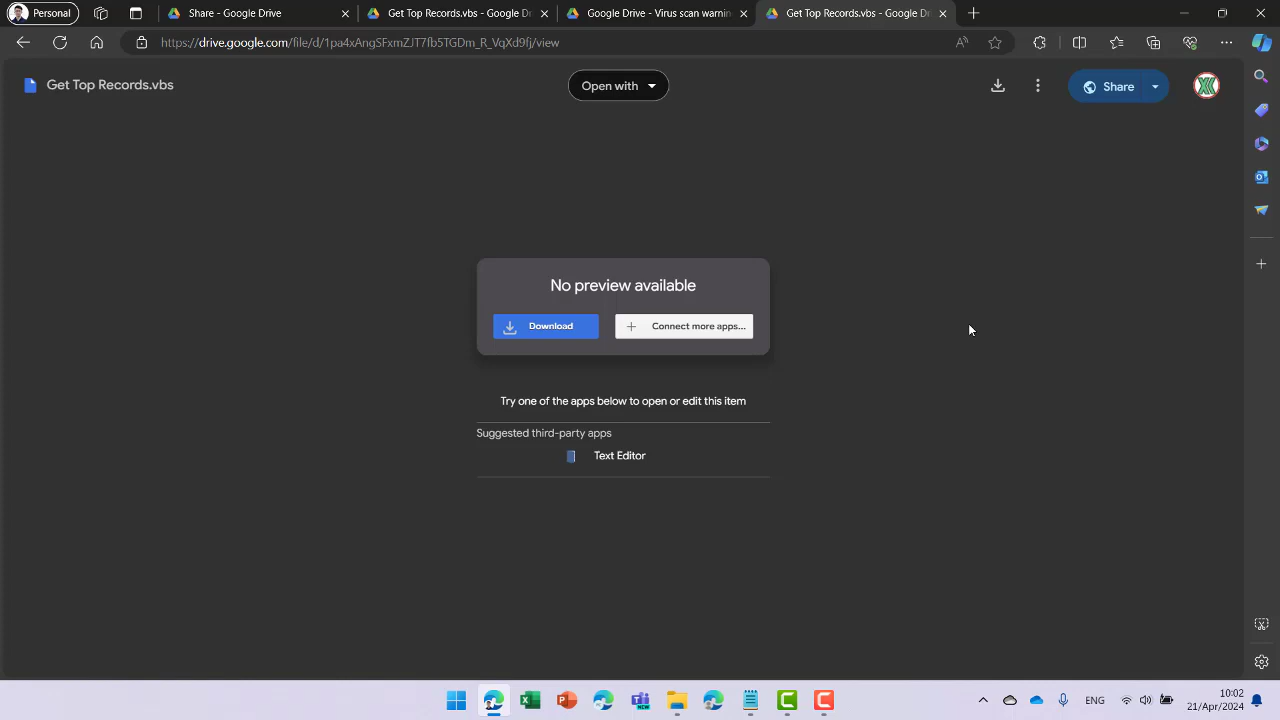 Personal
Share - Google Drive
Get Top Records.vbs - Google Dr
Google Drive - Virus scan warnin
Get Top Records.vbs - Google Dr
https://drive.google.com/file/d/1pa4xAngSFxmZJT7fb5TGDm_R_VqXd9fj/view
Get Top Records.vbs
Open with
Share
No preview available
Download
Connect more apps...
Try one of the apps below to open or edit this item
Suggested third-party apps
Text Editor
ENG
10:02
21/Apr/2024